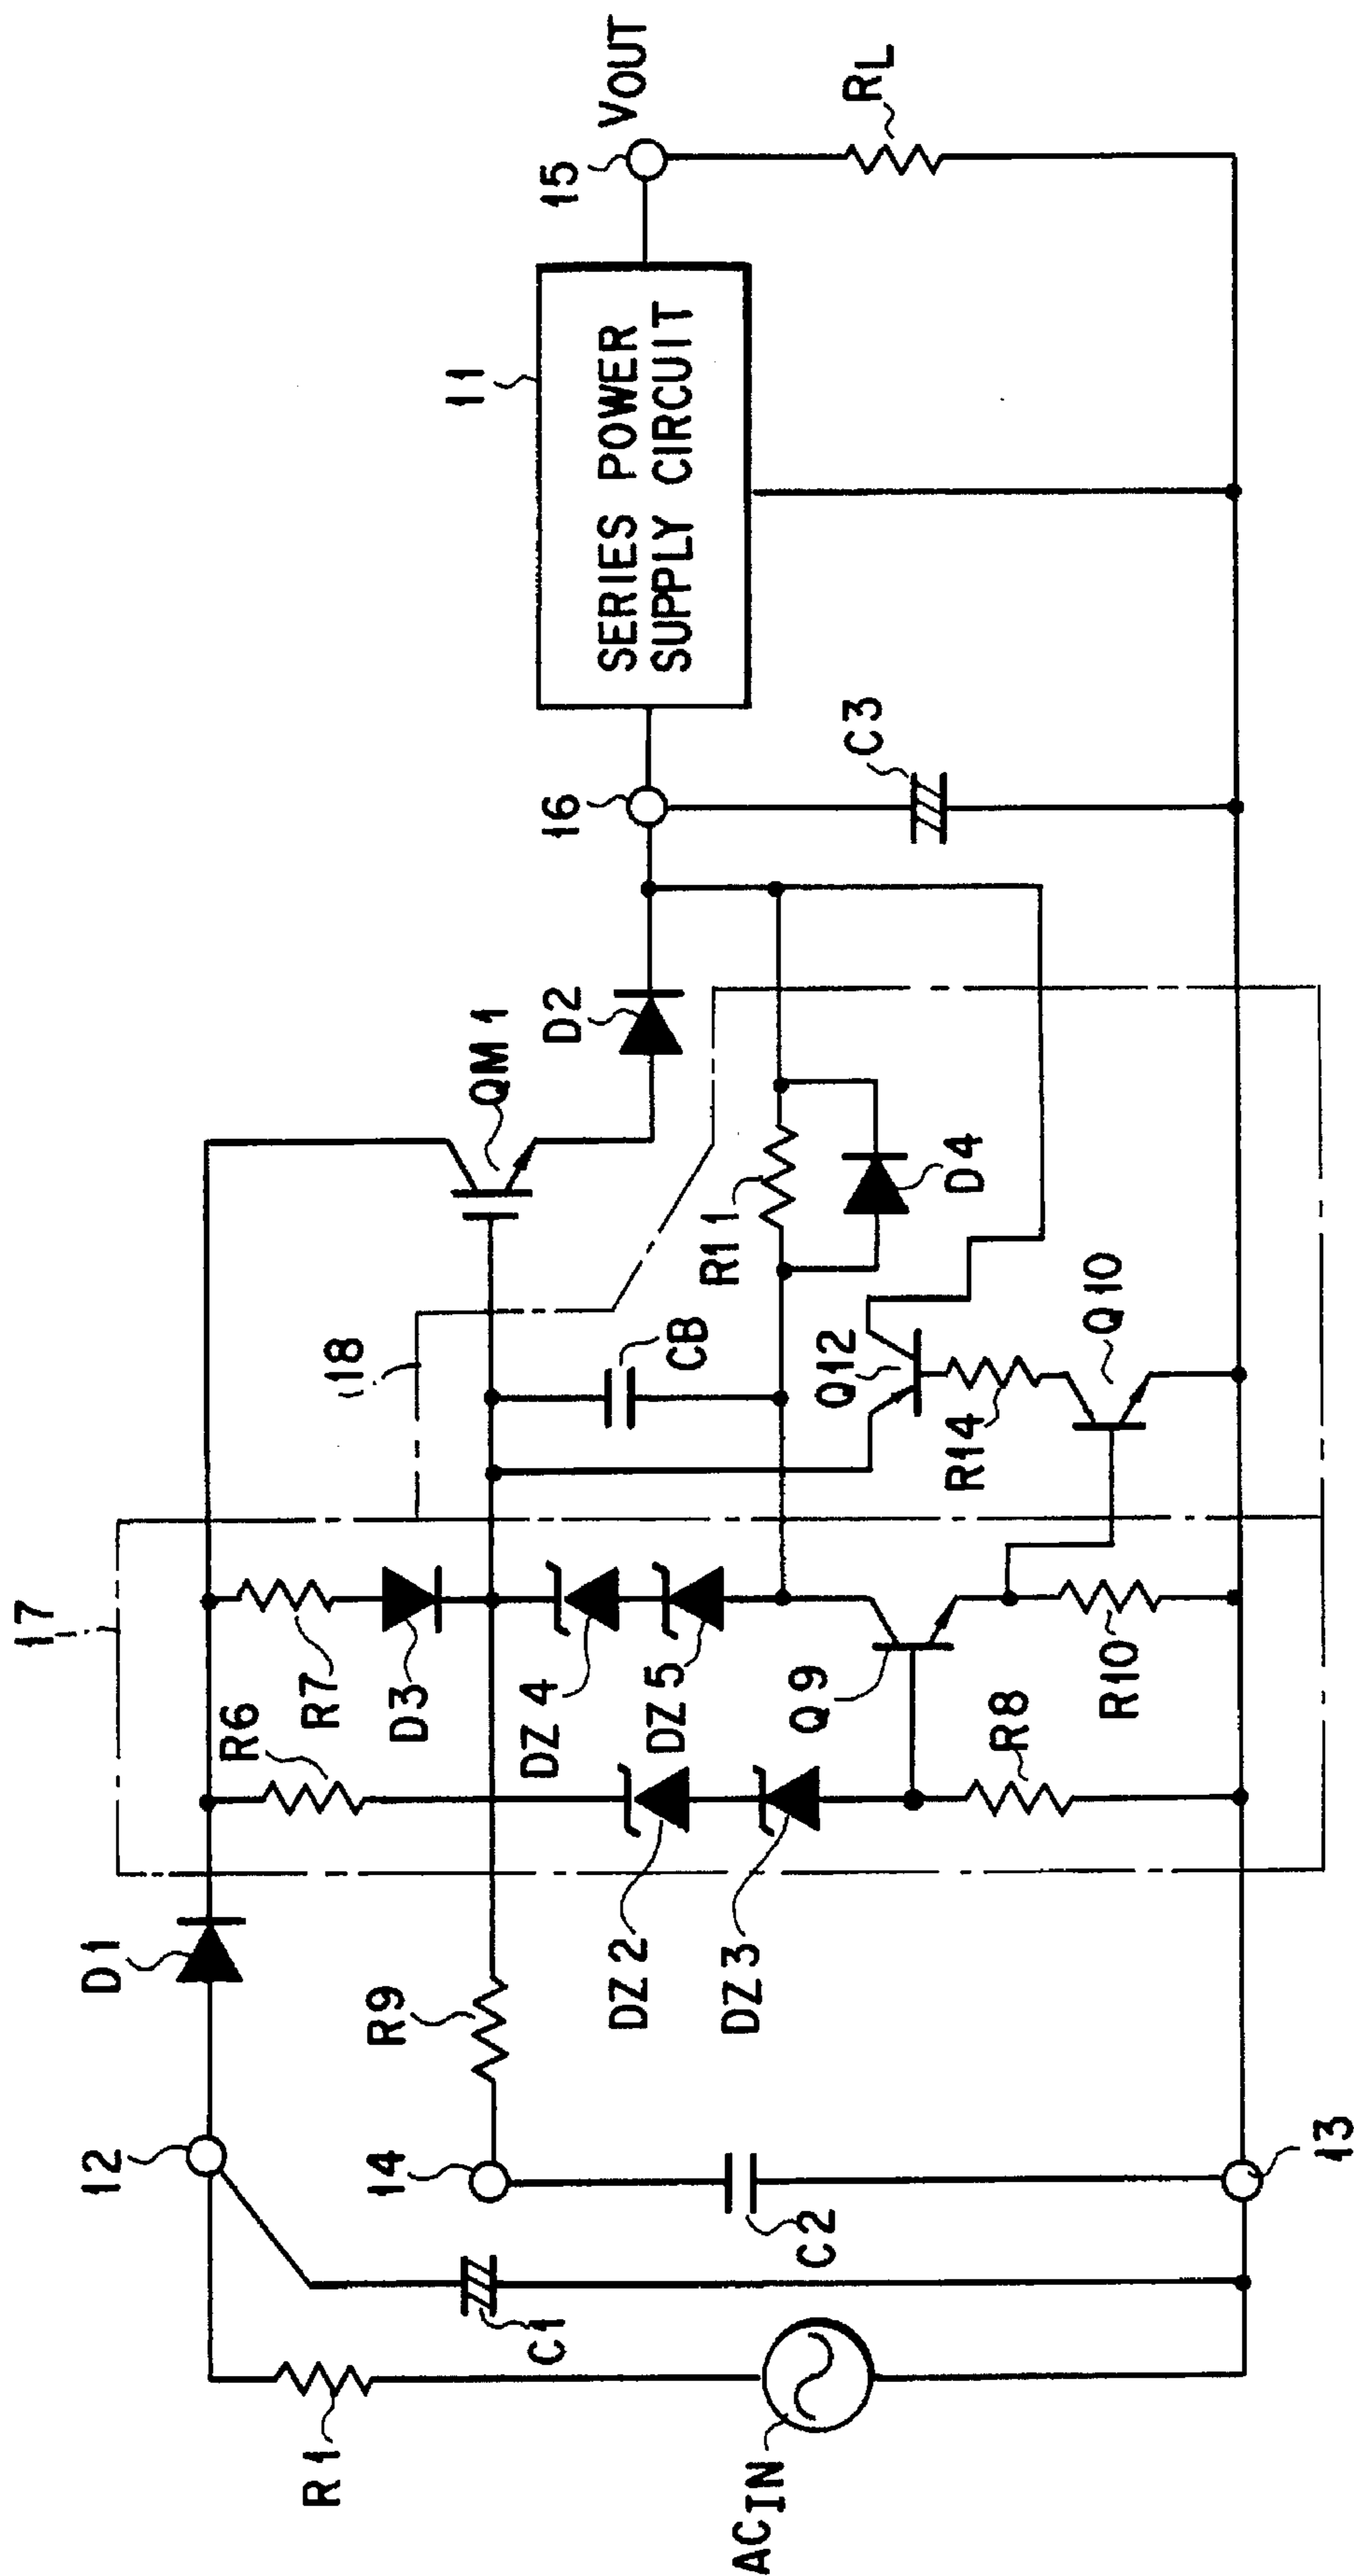 17
18
11
12
D1
R6
R7
D3
QM1
D2
16
15
VOUT
SERIES POWER
SUPPLY CIRCUIT
14
R9
DZ4
DZ5
CB
R11
D4
C3
RL
R1
C1
C2
DZ2
DZ3
Q9
R8
R10
Q12
R14
Q10
ACIN
13